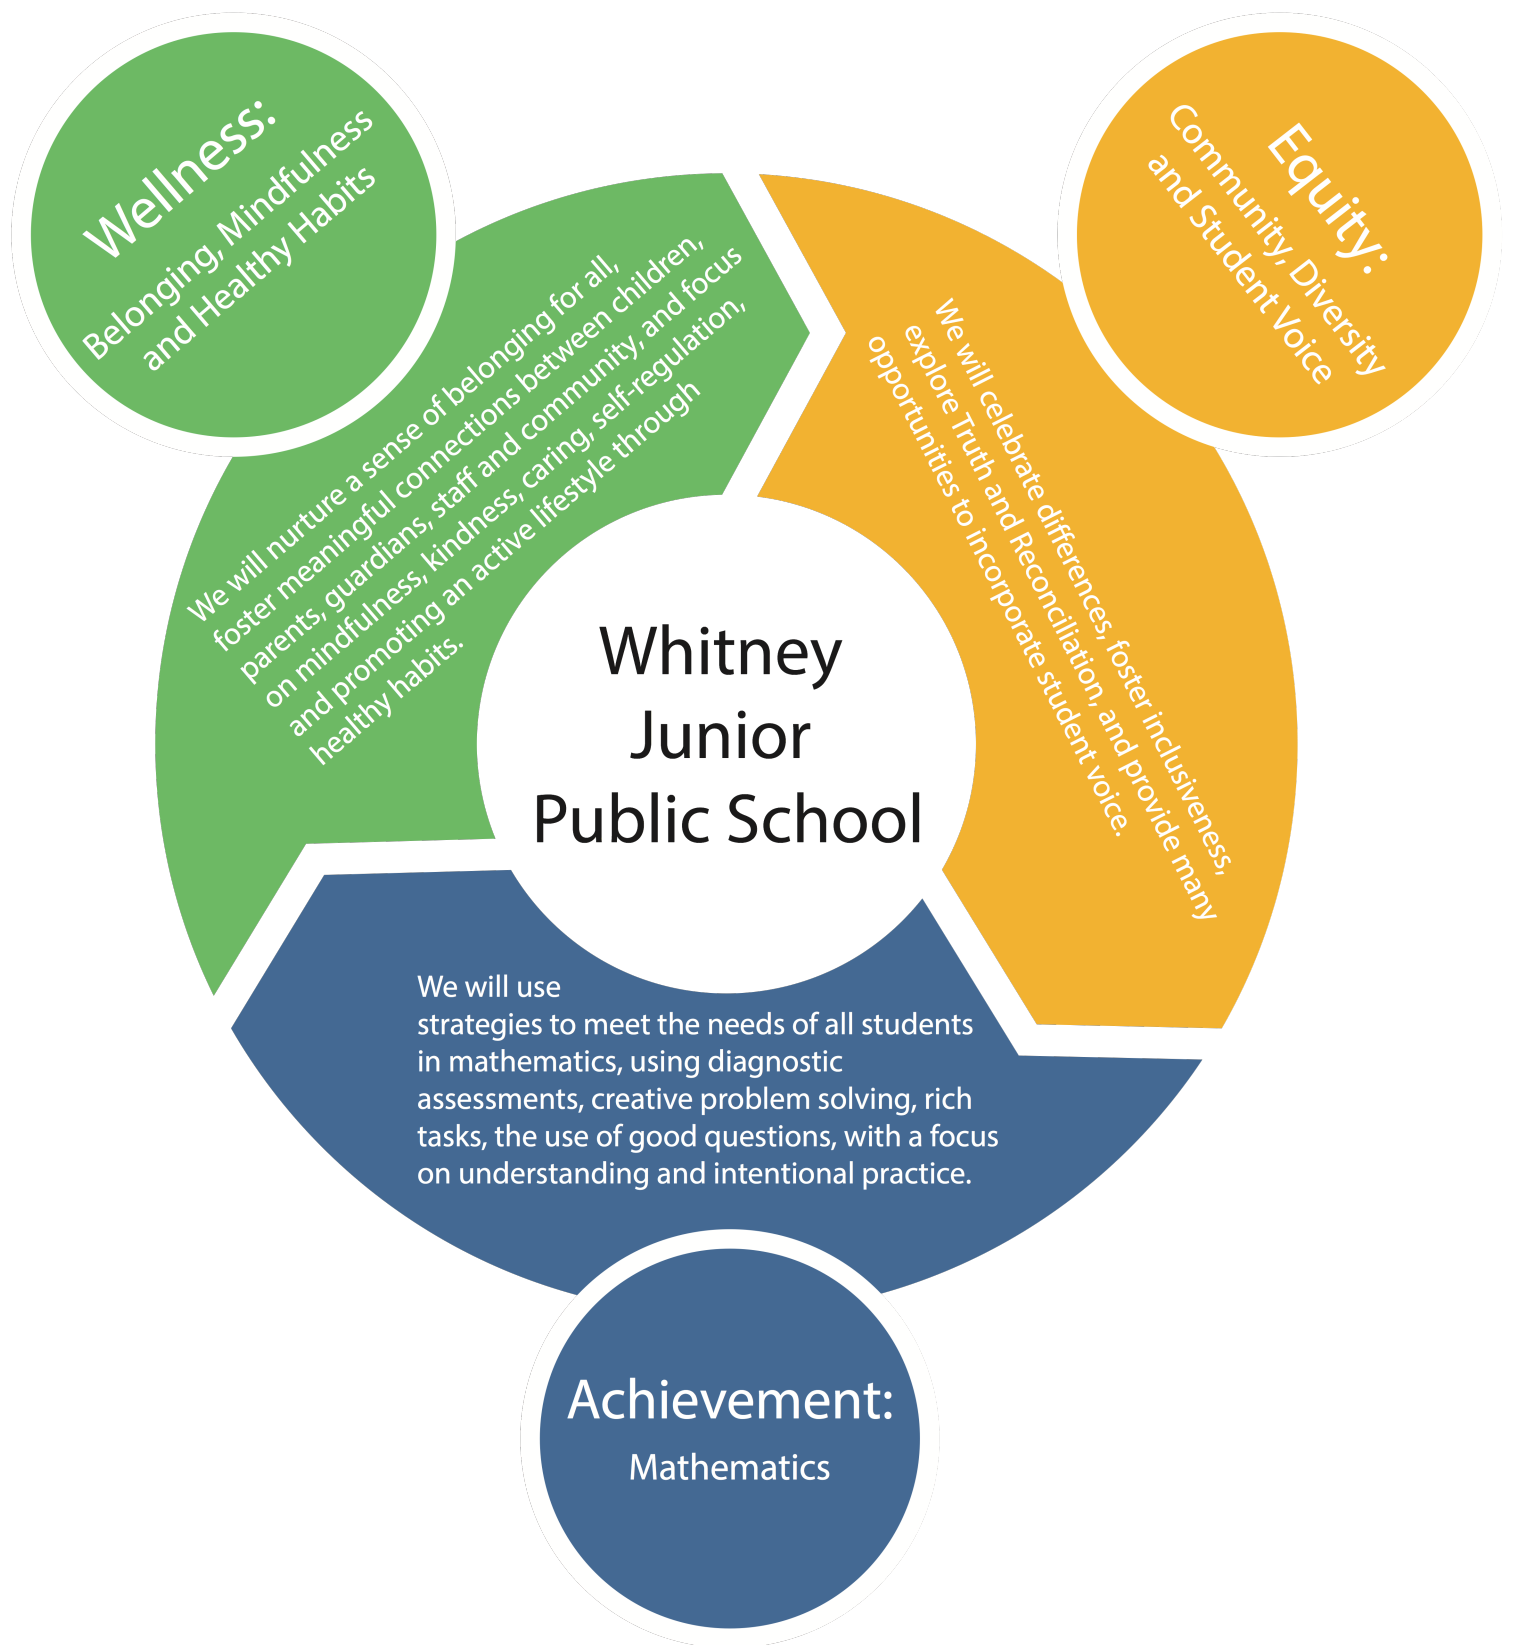 Wellness:
Belonging, Mindfulness
and Healthy Habits
Equity:
Community, Diversity
and Student Voice
We will nurture a sense of belonging for all,
foster meaningful connections between children,
parents, guardians, staff and community, and focus
on mindfulness, kindness, caring, self-regulation,
and promoting an active lifestyle through
healthy habits.
We will celebrate differences, foster inclusiveness,
explore Truth and Reconciliation, and provide many
opportunities to incorporate student voice.
Whitney
Junior
Public School
We will use
strategies to meet the needs of all students
in mathematics, using diagnostic
assessments, creative problem solving, rich
tasks, the use of good questions, with a focus
on understanding and intentional practice.
Achievement:
Mathematics